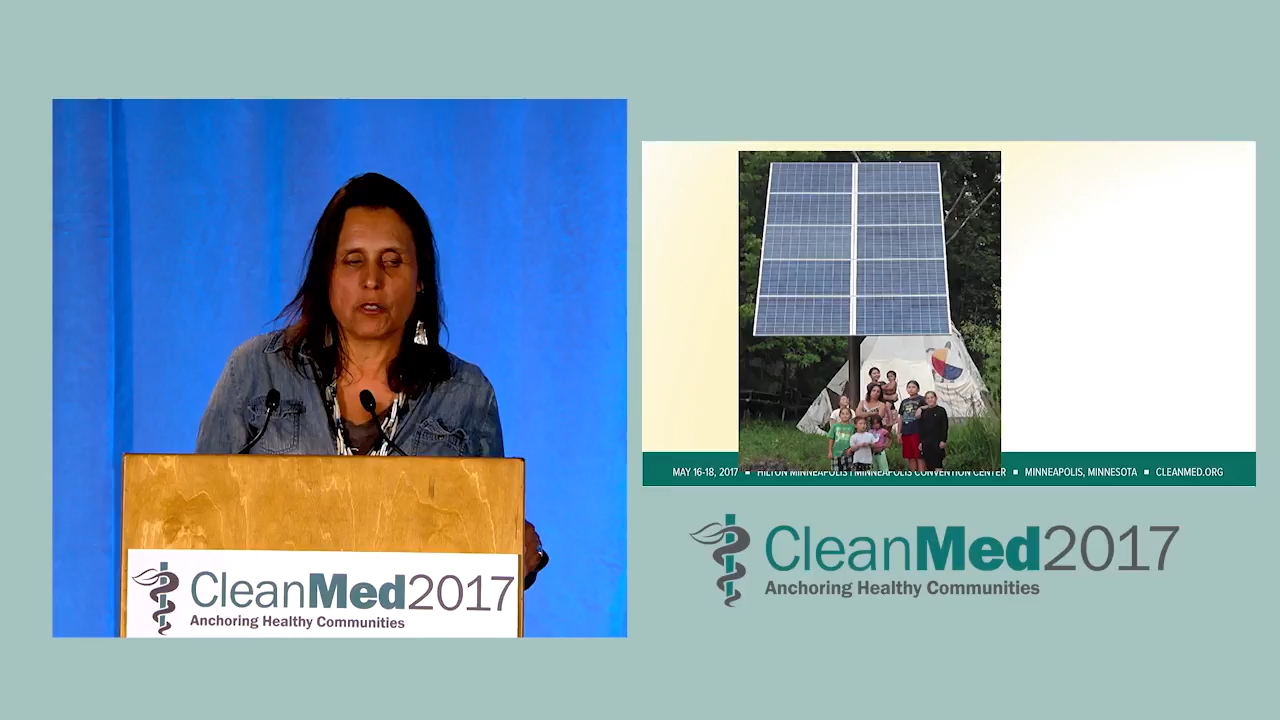 CleanMed2017
Anchoring Healthy Communities
MAY 16-18, 2017 ▪ HILTON MINNEAPOLIS | MINNEAPOLIS CONVENTION CENTER ▪ MINNEAPOLIS, MINNESOTA ▪ CLEANMED.ORG
CleanMed2017
Anchoring Healthy Communities